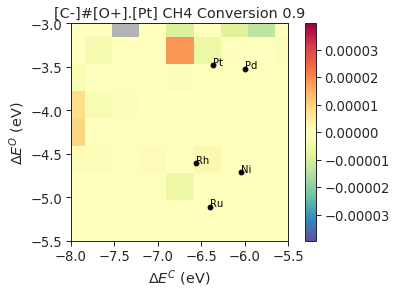 [C-]#[O+].[Pt] CH4 Conversion 0.9
−3.0
−3.5
−4.0
−4.5
−5.0
−5.5
ΔE^O (eV)
Pt
Pd
Rh
Ni
Ru
−8.0 −7.5 −7.0 −6.5 −6.0 −5.5
ΔE^C (eV)
0.00003
0.00002
0.00001
0.00000
−0.00001
−0.00002
−0.00003